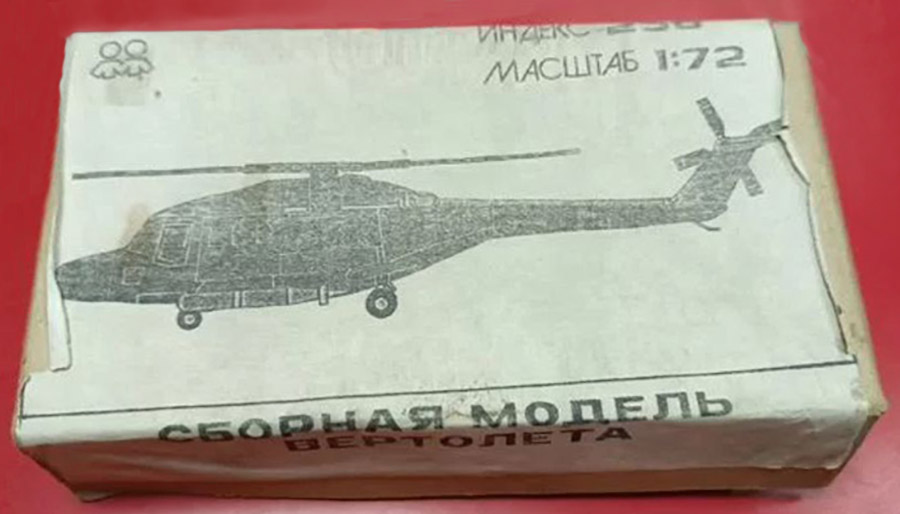 ИНДЕКС
МАСШТАБ 1:72
СБОРНАЯ МОДЕЛЬ
ВЕРТОЛЕТА